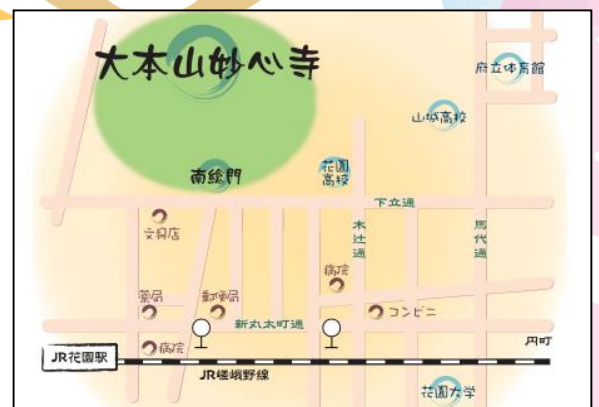 大本山妙心寺
府立体育館
山城高校
南総門
花園
高校
下立通
文具店
木辻通
馬代通
病院
薬局
郵便局
コンビニ
新丸太町通
円町
JR花園駅
病院
JR嵯峨野線
花園大学